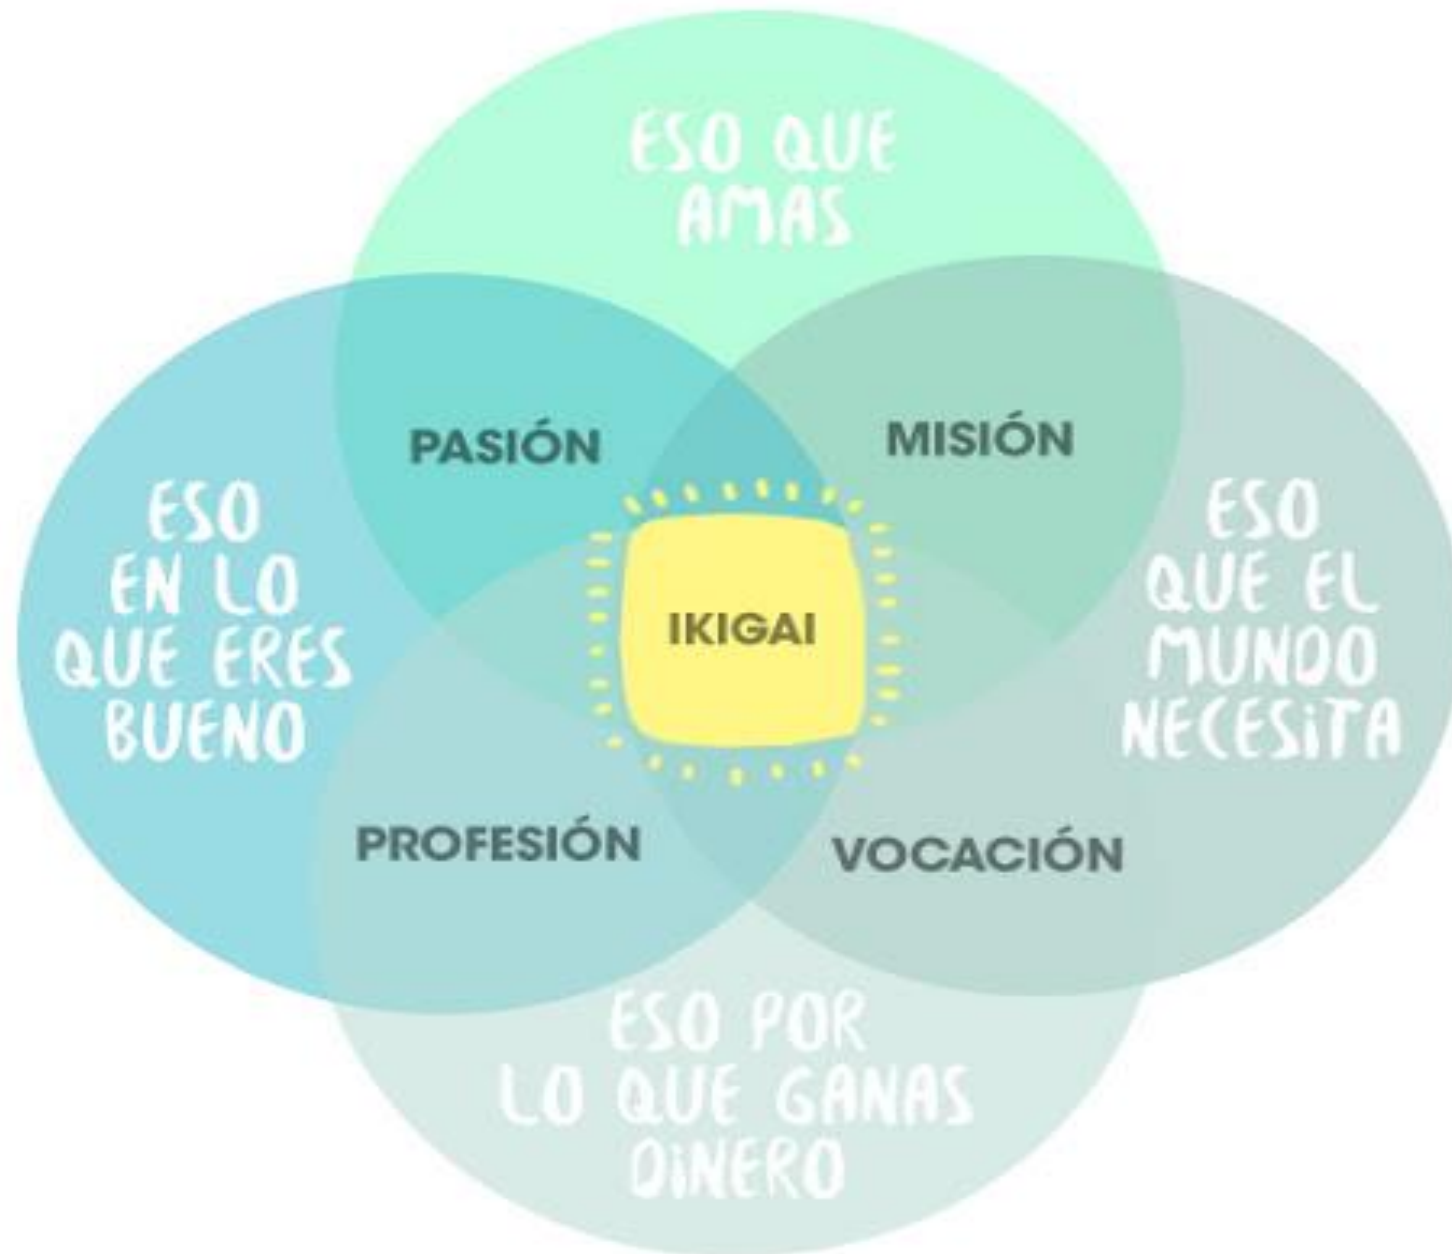 ESO QUE
AMAS
PASIÓN
MISIÓN
ESO
EN LO
QUE ERES
BUENO
IKIGAI
ESO
QUE EL
MUNDO
NECESiTA
PROFESIÓN
VOCACIÓN
ESO POR
LO QUE GANAS
DiNERO